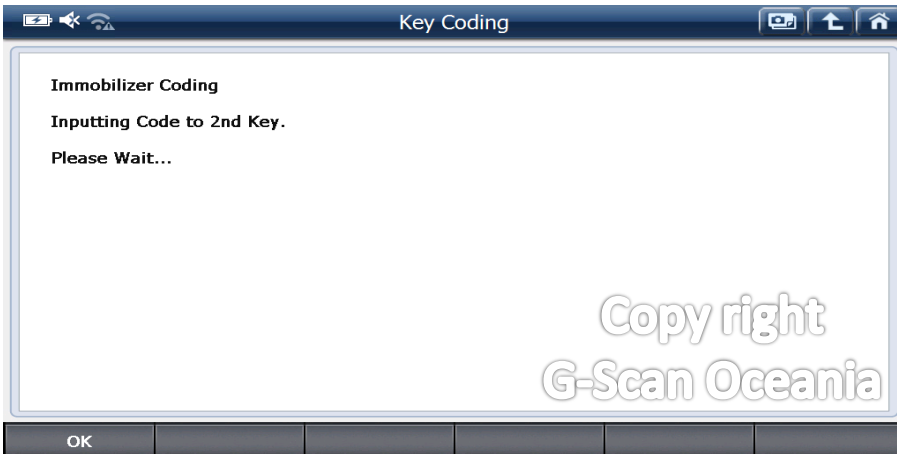 Key Coding
Immobilizer Coding
Inputting Code to 2nd Key.
Please Wait...
Copy right
G-Scan Oceania
OK